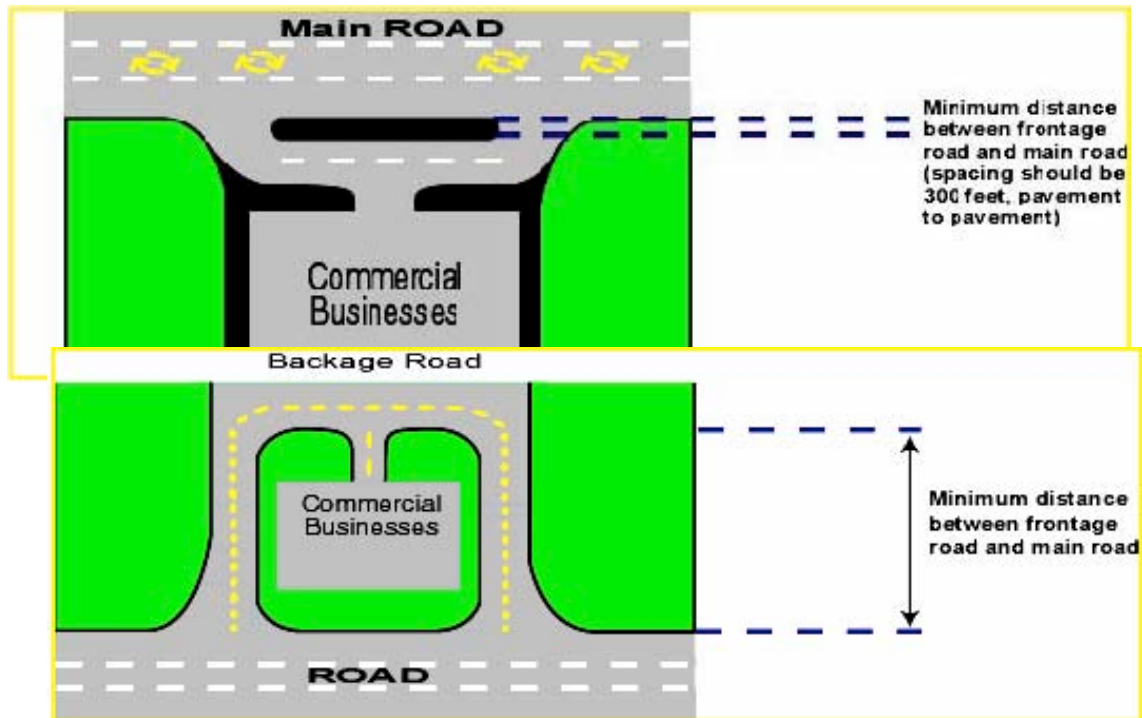 Main ROAD
Minimum distance
between frontage
road and main road
(spacing should be
300 feet, pavement
to pavement)
Commercial
Businesses
Backage Road
Commercial
Businesses
Minimum distance
between frontage
road and main road
ROAD